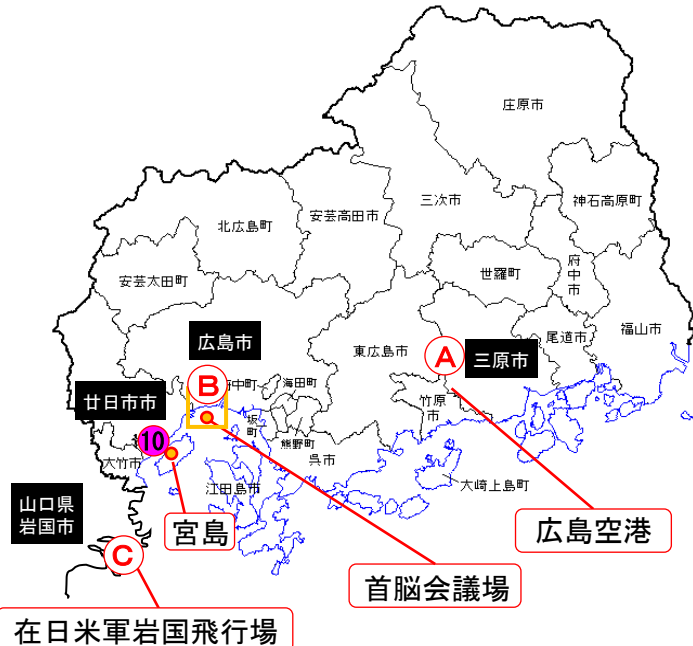 庄原市
三次市
神石高原町
安芸高田市
北広島町
府中
市
世羅町
安芸太田町
福山市
尾道市
広島市
東広島市
A
三原市
B
府中町
海田町
廿日市市
竹原
市
坂
町
10
熊野町
呉市
大竹市
大崎上島町
江田島市
山口県
岩国市
宮島
広島空港
C
首脳会議場
在日米軍岩国飛行場